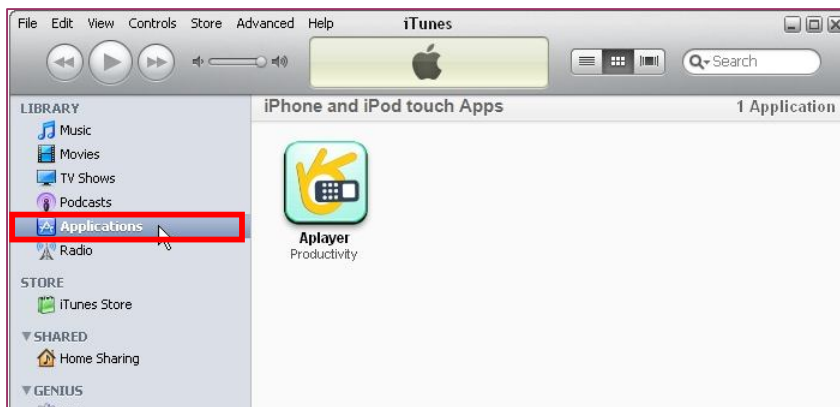 File Edit View Controls Store Advanced Help iTunes
Search
LIBRARY
Music
Movies
TV Shows
Podcasts
Applications
Radio
STORE
iTunes Store
SHARED
Home Sharing
GENIUS
iPhone and iPod touch Apps 1 Application
Aplayer
Productivity